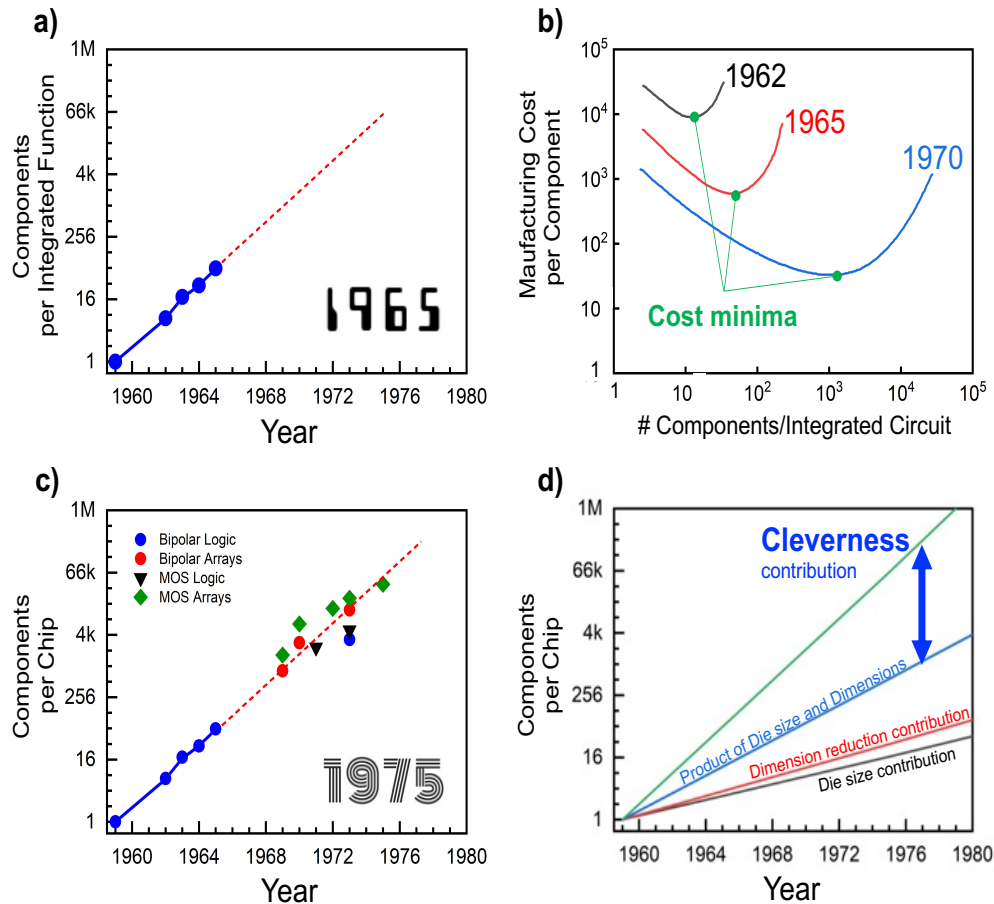 a)
1M
66k
4k
256
16
1
Components
per Integrated Function
1965
1960 1964 1968 1972 1976 1980
Year
b)
10^5
10^4
10^3
10^2
10
1
Maufacturing Cost
per Component
1962
1965
1970
Cost minima
1 10 10^2 10^3 10^4 10^5
# Components/Integrated Circuit
c)
1M
66k
4k
256
16
1
Components
per Chip
Bipolar Logic
Bipolar Arrays
MOS Logic
MOS Arrays
1975
1960 1964 1968 1972 1976 1980
Year
d)
1M
66k
4k
256
16
1
Components
per Chip
Cleverness
contribution
Product of Die size and Dimensions
Dimension reduction contribution
Die size contribution
1960 1964 1968 1972 1976 1980
Year